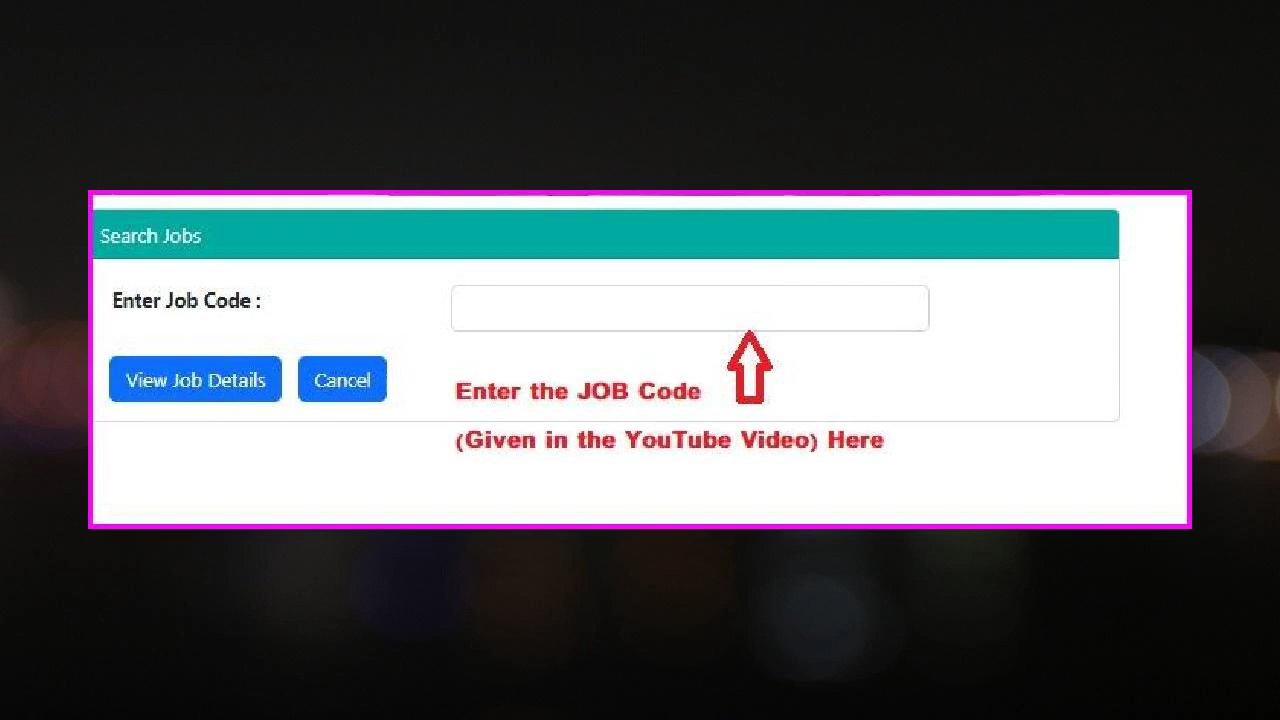 Search Jobs
Enter Job Code :
View Job Details Cancel
Enter the JOB Code
(Given in the YouTube Video) Here